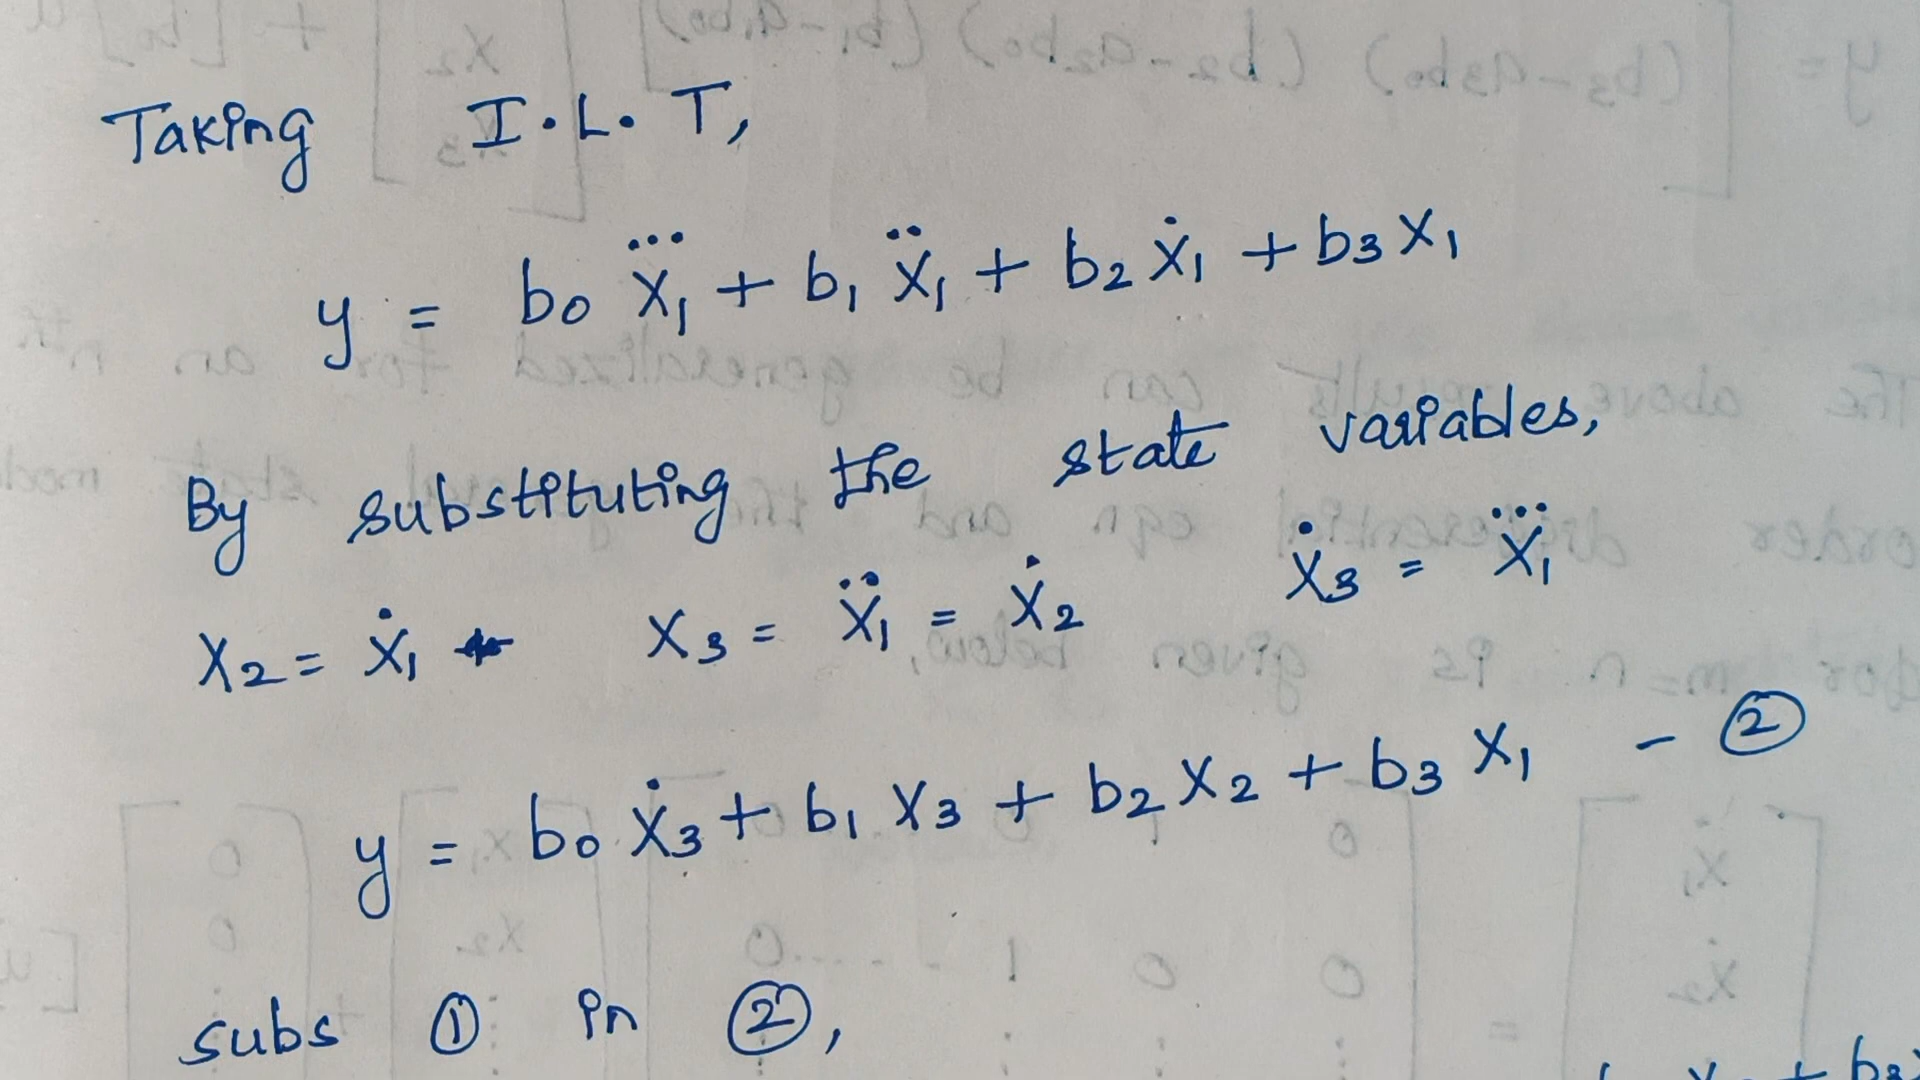 Taking I.L.T,
y = b₀ x⃛₁ + b₁ ẍ₁ + b₂ ẋ₁ + b₃ x₁
By substituting the state variables,
x₂ = ẋ₁ x₃ = ẍ₁ = ẋ₂ ẋ₃ = x⃛₁
y = b₀ ẋ₃ + b₁ x₃ + b₂ x₂ + b₃ x₁ - ②
subs ① in ②,